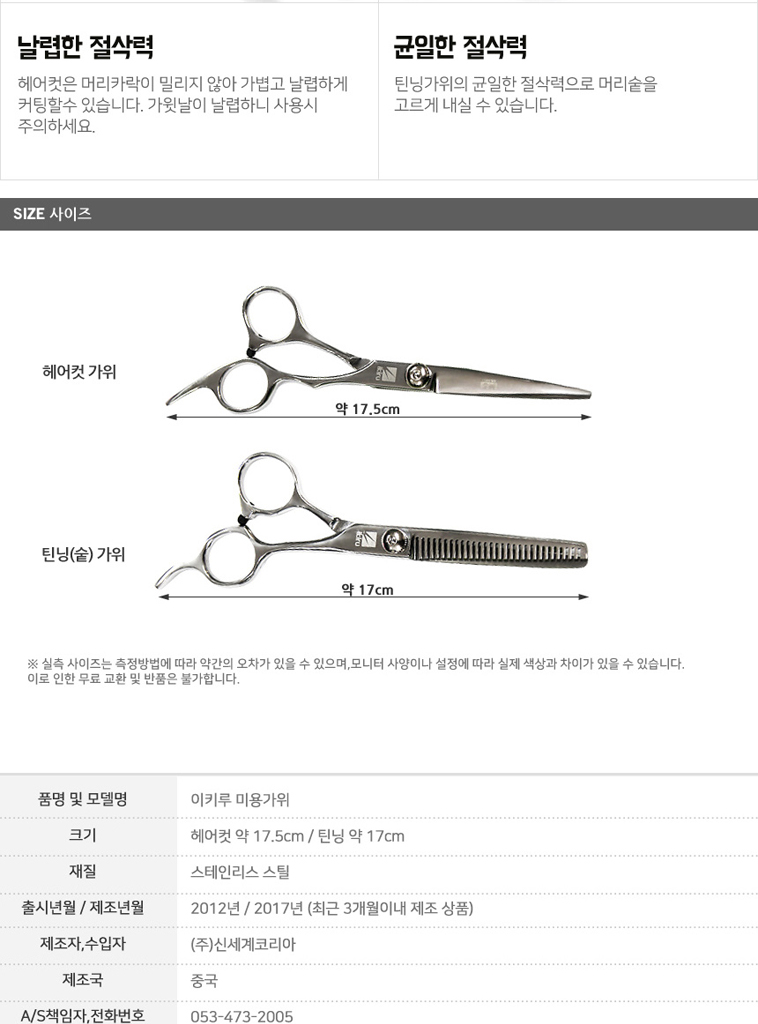 날렵한 절삭력
헤어컷은 머리카락이 밀리지 않아 가볍고 날렵하게
커팅할수 있습니다. 가윗날이 날렵하니 사용시
주의하세요.
균일한 절삭력
틴닝가위의 균일한 절삭력으로 머리숱을
고르게 내실 수 있습니다.
SIZE 사이즈
헤어컷 가위
약 17.5cm
틴닝(숱) 가위
약 17cm
※ 실측 사이즈는 측정방법에 따라 약간의 오차가 있을 수 있으며,모니터 사양이나 설정에 따라 실제 색상과 차이가 있을 수 있습니다.
이로 인한 무료 교환 및 반품은 불가합니다.
품명 및 모델명 이키루 미용가위
크기 헤어컷 약 17.5cm / 틴닝 약 17cm
재질 스테인리스 스틸
출시년월 / 제조년월 2012년 / 2017년 (최근 3개월이내 제조 상품)
제조자,수입자 (주)신세계코리아
제조국 중국
A/S책임자,전화번호 053-473-2005